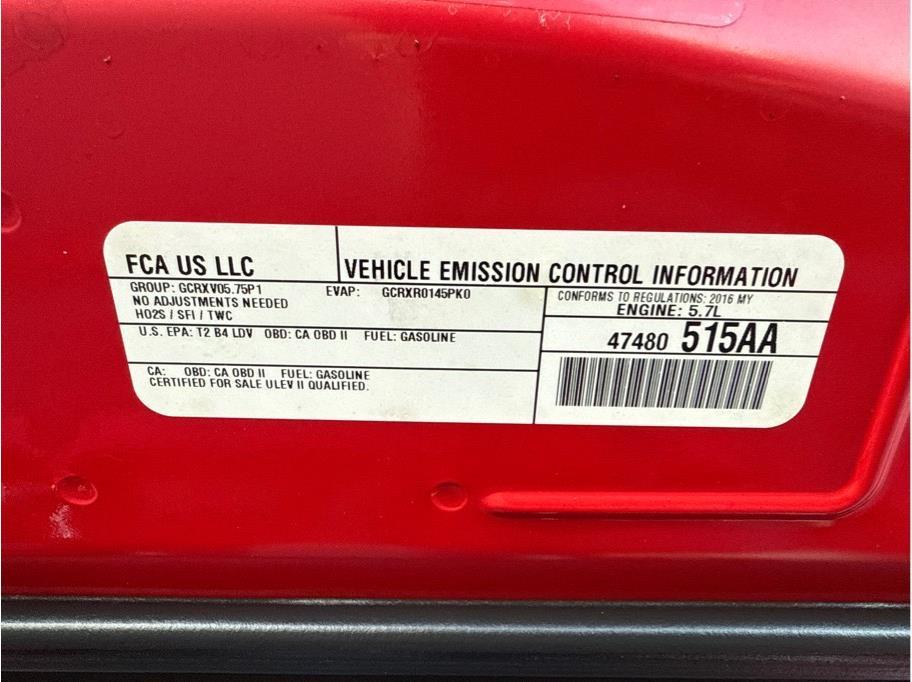 FCA US LLC
VEHICLE EMISSION CONTROL INFORMATION
GROUP: GCRXV05.75P1 EVAP: GCRXR0145PK0
NO ADJUSTMENTS NEEDED
HO2S / SFI / TWC
CONFORMS TO REGULATIONS: 2016 MY
ENGINE: 5.7L
U.S. EPA: T2 B4 LDV OBD: CA OBD II FUEL: GASOLINE
47480 515AA
CA: OBD: CA OBD II FUEL: GASOLINE
CERTIFIED FOR SALE ULEV II QUALIFIED.